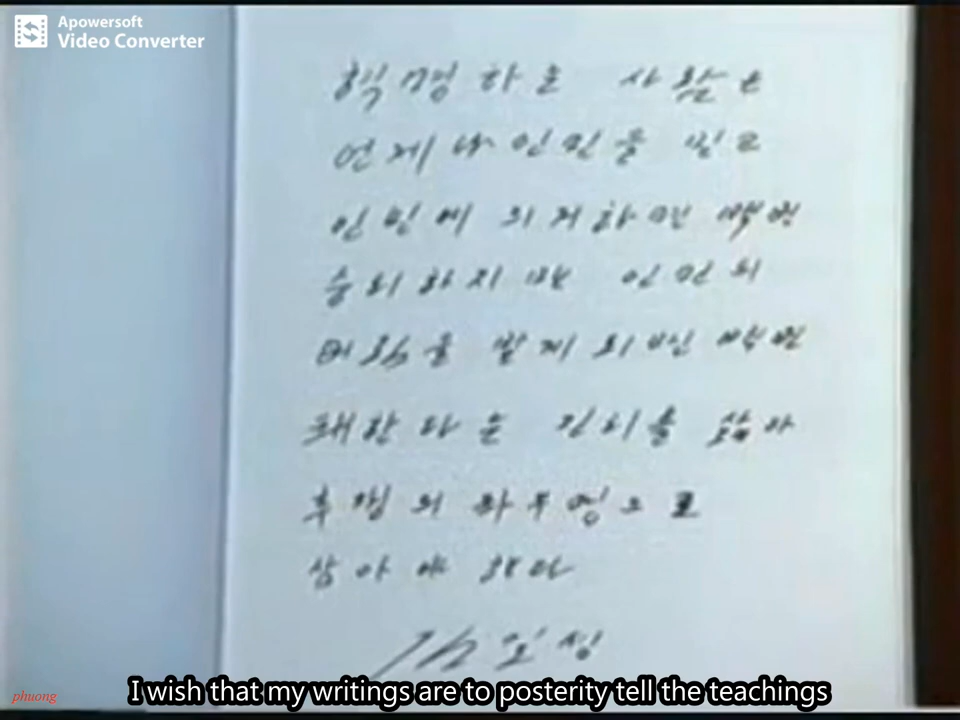 Apowersoft
Video Converter
혁명하는 사람은
언제나 인민을 믿고
인민에 의거하면 백번
승리하지만 인민의
버림을 받게 되면 백번
패한다는 진리를 삶과
투쟁의 좌우명으로
삼아야 한다
김일성
I wish that my writings are to posterity tell the teachings
phuong